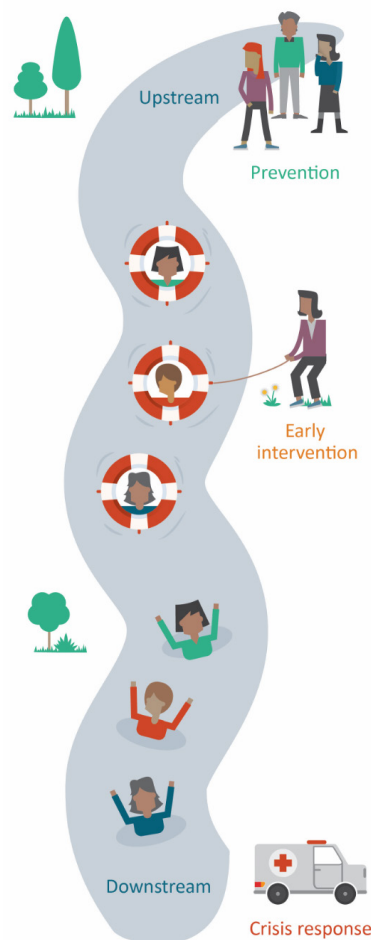 Upstream
Prevention
Early
intervention
Downstream
Crisis response